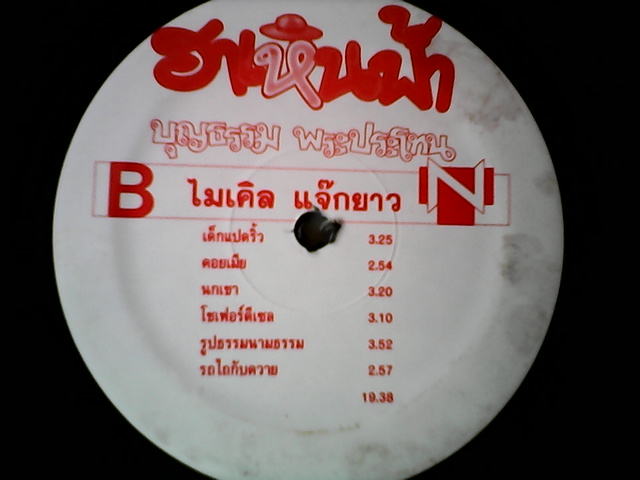 ฮาเหินฟ้า
บุญธรรม พระประโทน
B ไมเคิล แจ๊กยาว N
เด็กแปดริ้ว 3.25
คอยเมีย 2.54
นกเขา 3.20
โชเฟอร์ดีเซล 3.10
รูปธรรมนามธรรม 3.52
รถไถกับควาย 2.57
19.38